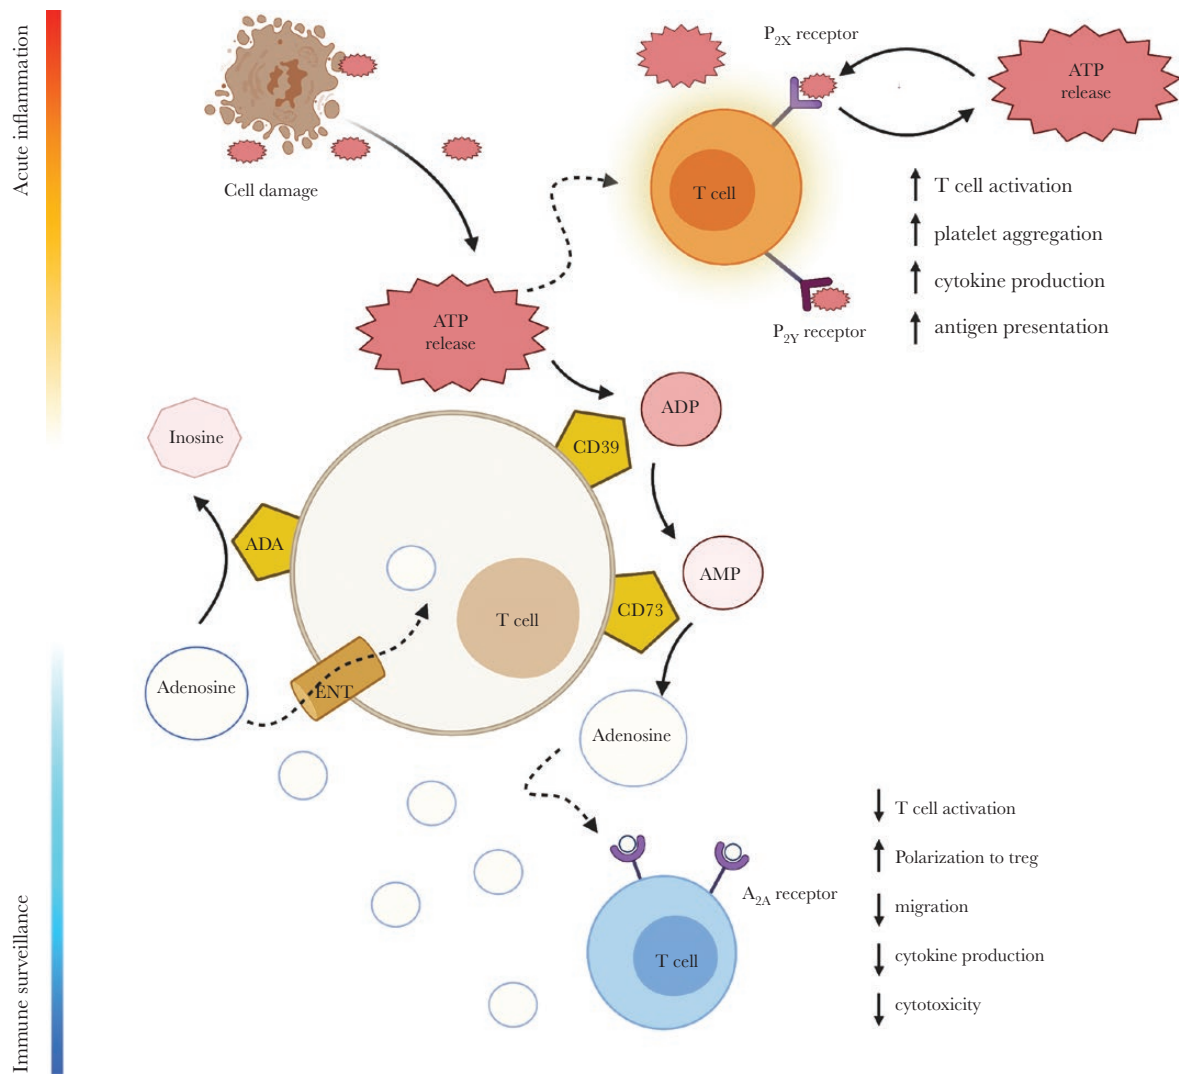 Acute inflammation
Cell damage
P2X receptor
ATP
release
T cell
P2Y receptor
T cell activation
platelet aggregation
cytokine production
antigen presentation
ATP
release
ADP
CD39
Inosine
ADA
AMP
CD73
T cell
ENT
Adenosine
Adenosine
Immune surveillance
A2A receptor
T cell
T cell activation
Polarization to treg
migration
cytokine production
cytotoxicity